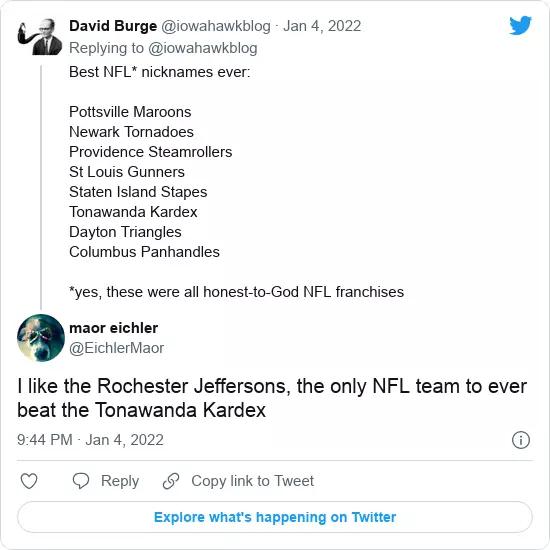 David Burge @iowahawkblog · Jan 4, 2022
Replying to @iowahawkblog
Best NFL* nicknames ever:
Pottsville Maroons
Newark Tornadoes
Providence Steamrollers
St Louis Gunners
Staten Island Stapes
Tonawanda Kardex
Dayton Triangles
Columbus Panhandles
*yes, these were all honest-to-God NFL franchises
maor eichler
@EichlerMaor
I like the Rochester Jeffersons, the only NFL team to ever
beat the Tonawanda Kardex
9:44 PM · Jan 4, 2022
Reply Copy link to Tweet
Explore what's happening on Twitter